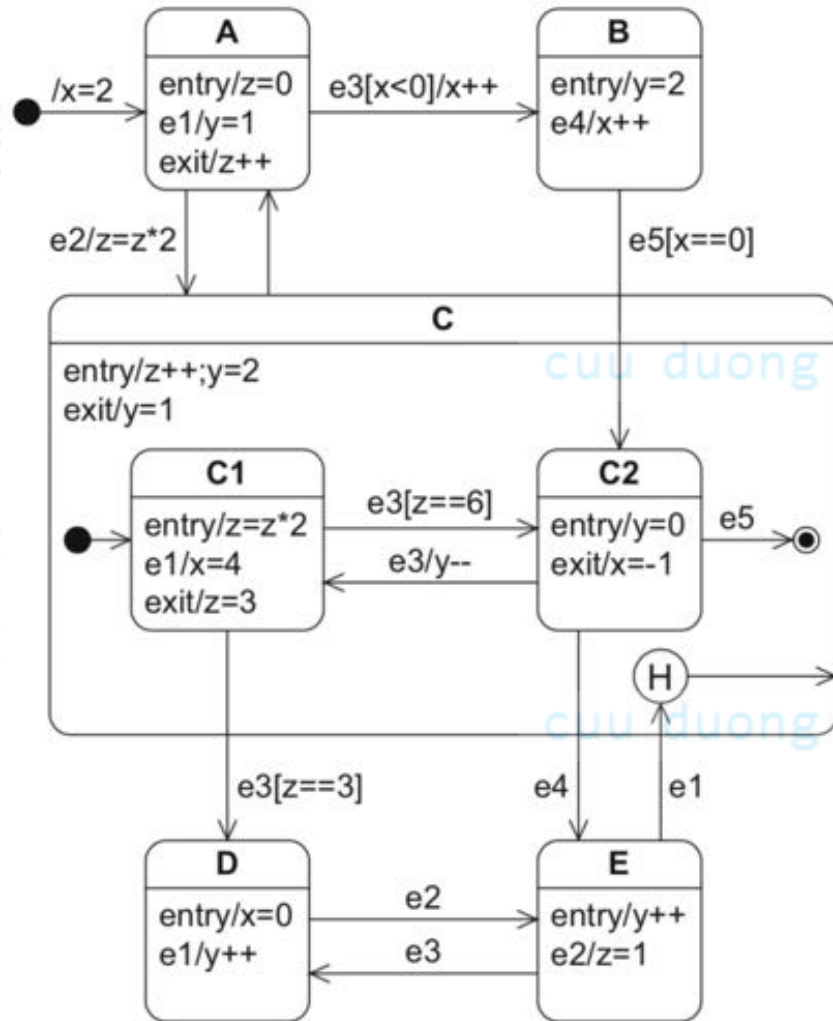 A
B
/x=2
entry/z=0
e1/y=1
exit/z++
e3[x<0]/x++
entry/y=2
e4/x++
e2/z=z*2
e5[x==0]
C
entry/z++;y=2
exit/y=1
cuu duong
C1
C2
entry/z=z*2
e1/x=4
exit/z=3
e3[z==6]
e3/y--
entry/y=0
exit/x=-1
e5
H
cuu duong
e3[z==3]
e4
e1
D
E
entry/x=0
e1/y++
e2
e3
entry/y++
e2/z=1